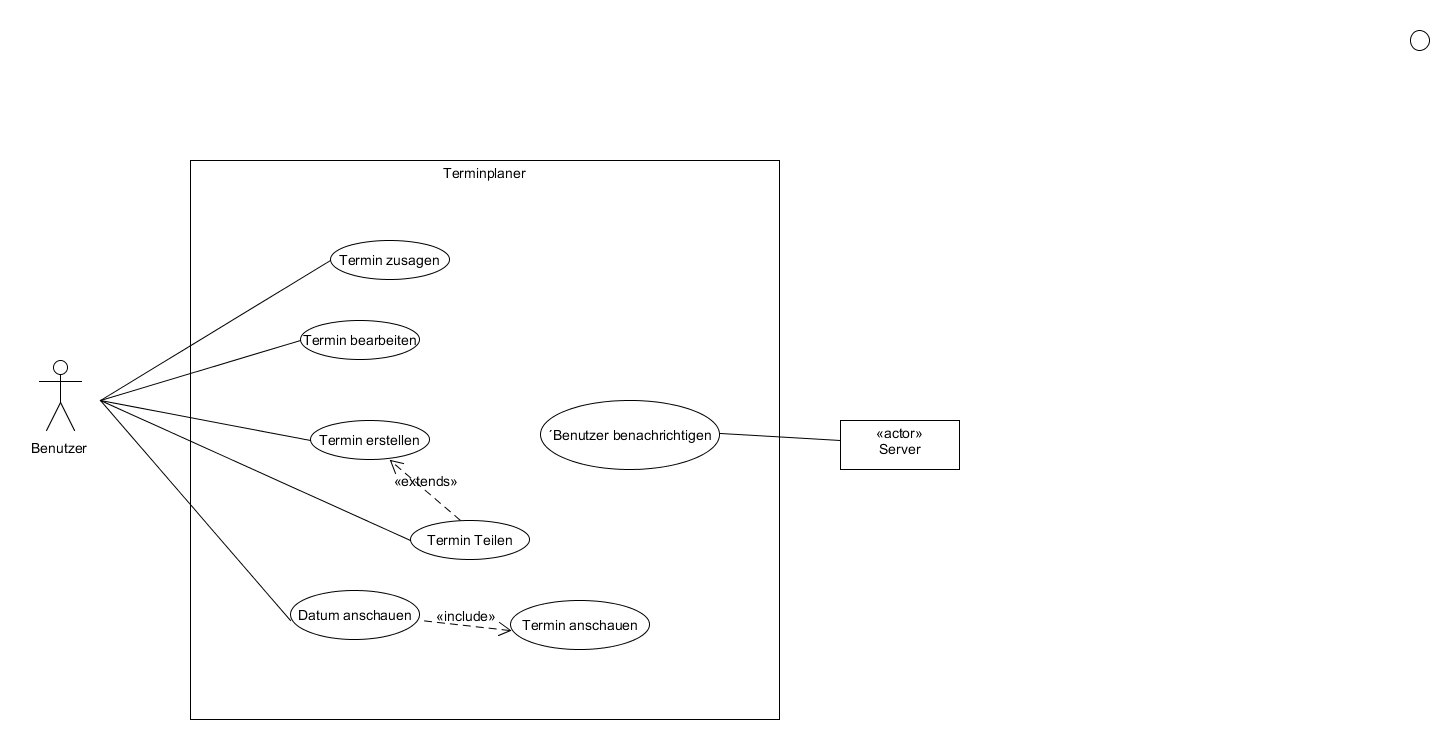 Terminplaner
Termin zusagen
Termin bearbeiten
Benutzer
Termin erstellen
´Benutzer benachrichtigen
«actor»
Server
«extends»
Termin Teilen
Datum anschauen
«include»
Termin anschauen